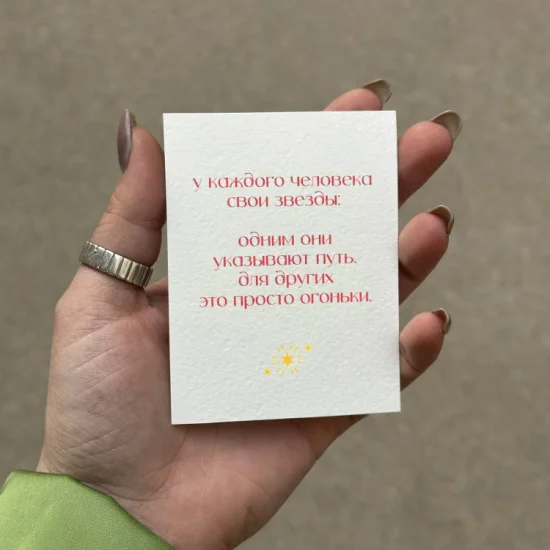 у каждого человека
свои звезды:
одним они
указывают путь,
для других
это просто огоньки.